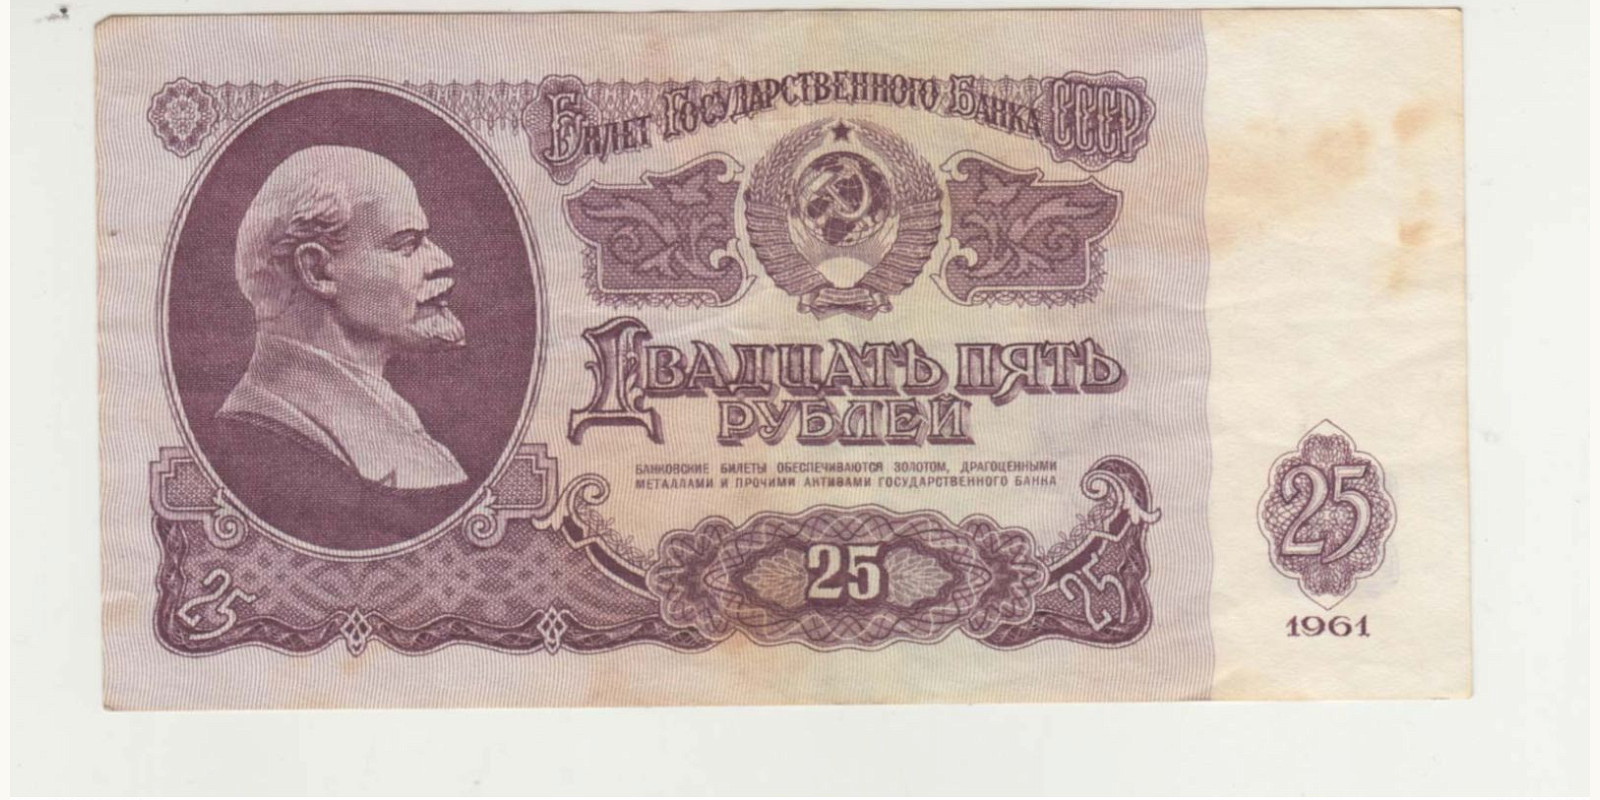 Билет Государственного Банка СССР
Двадцать пять
рублей
БАНКОВСКИЕ БИЛЕТЫ ОБЕСПЕЧИВАЮТСЯ ЗОЛОТОМ, ДРАГОЦЕННЫМИ
МЕТАЛЛАМИ И ПРОЧИМИ АКТИВАМИ ГОСУДАРСТВЕННОГО БАНКА
25
25
25
25
1961